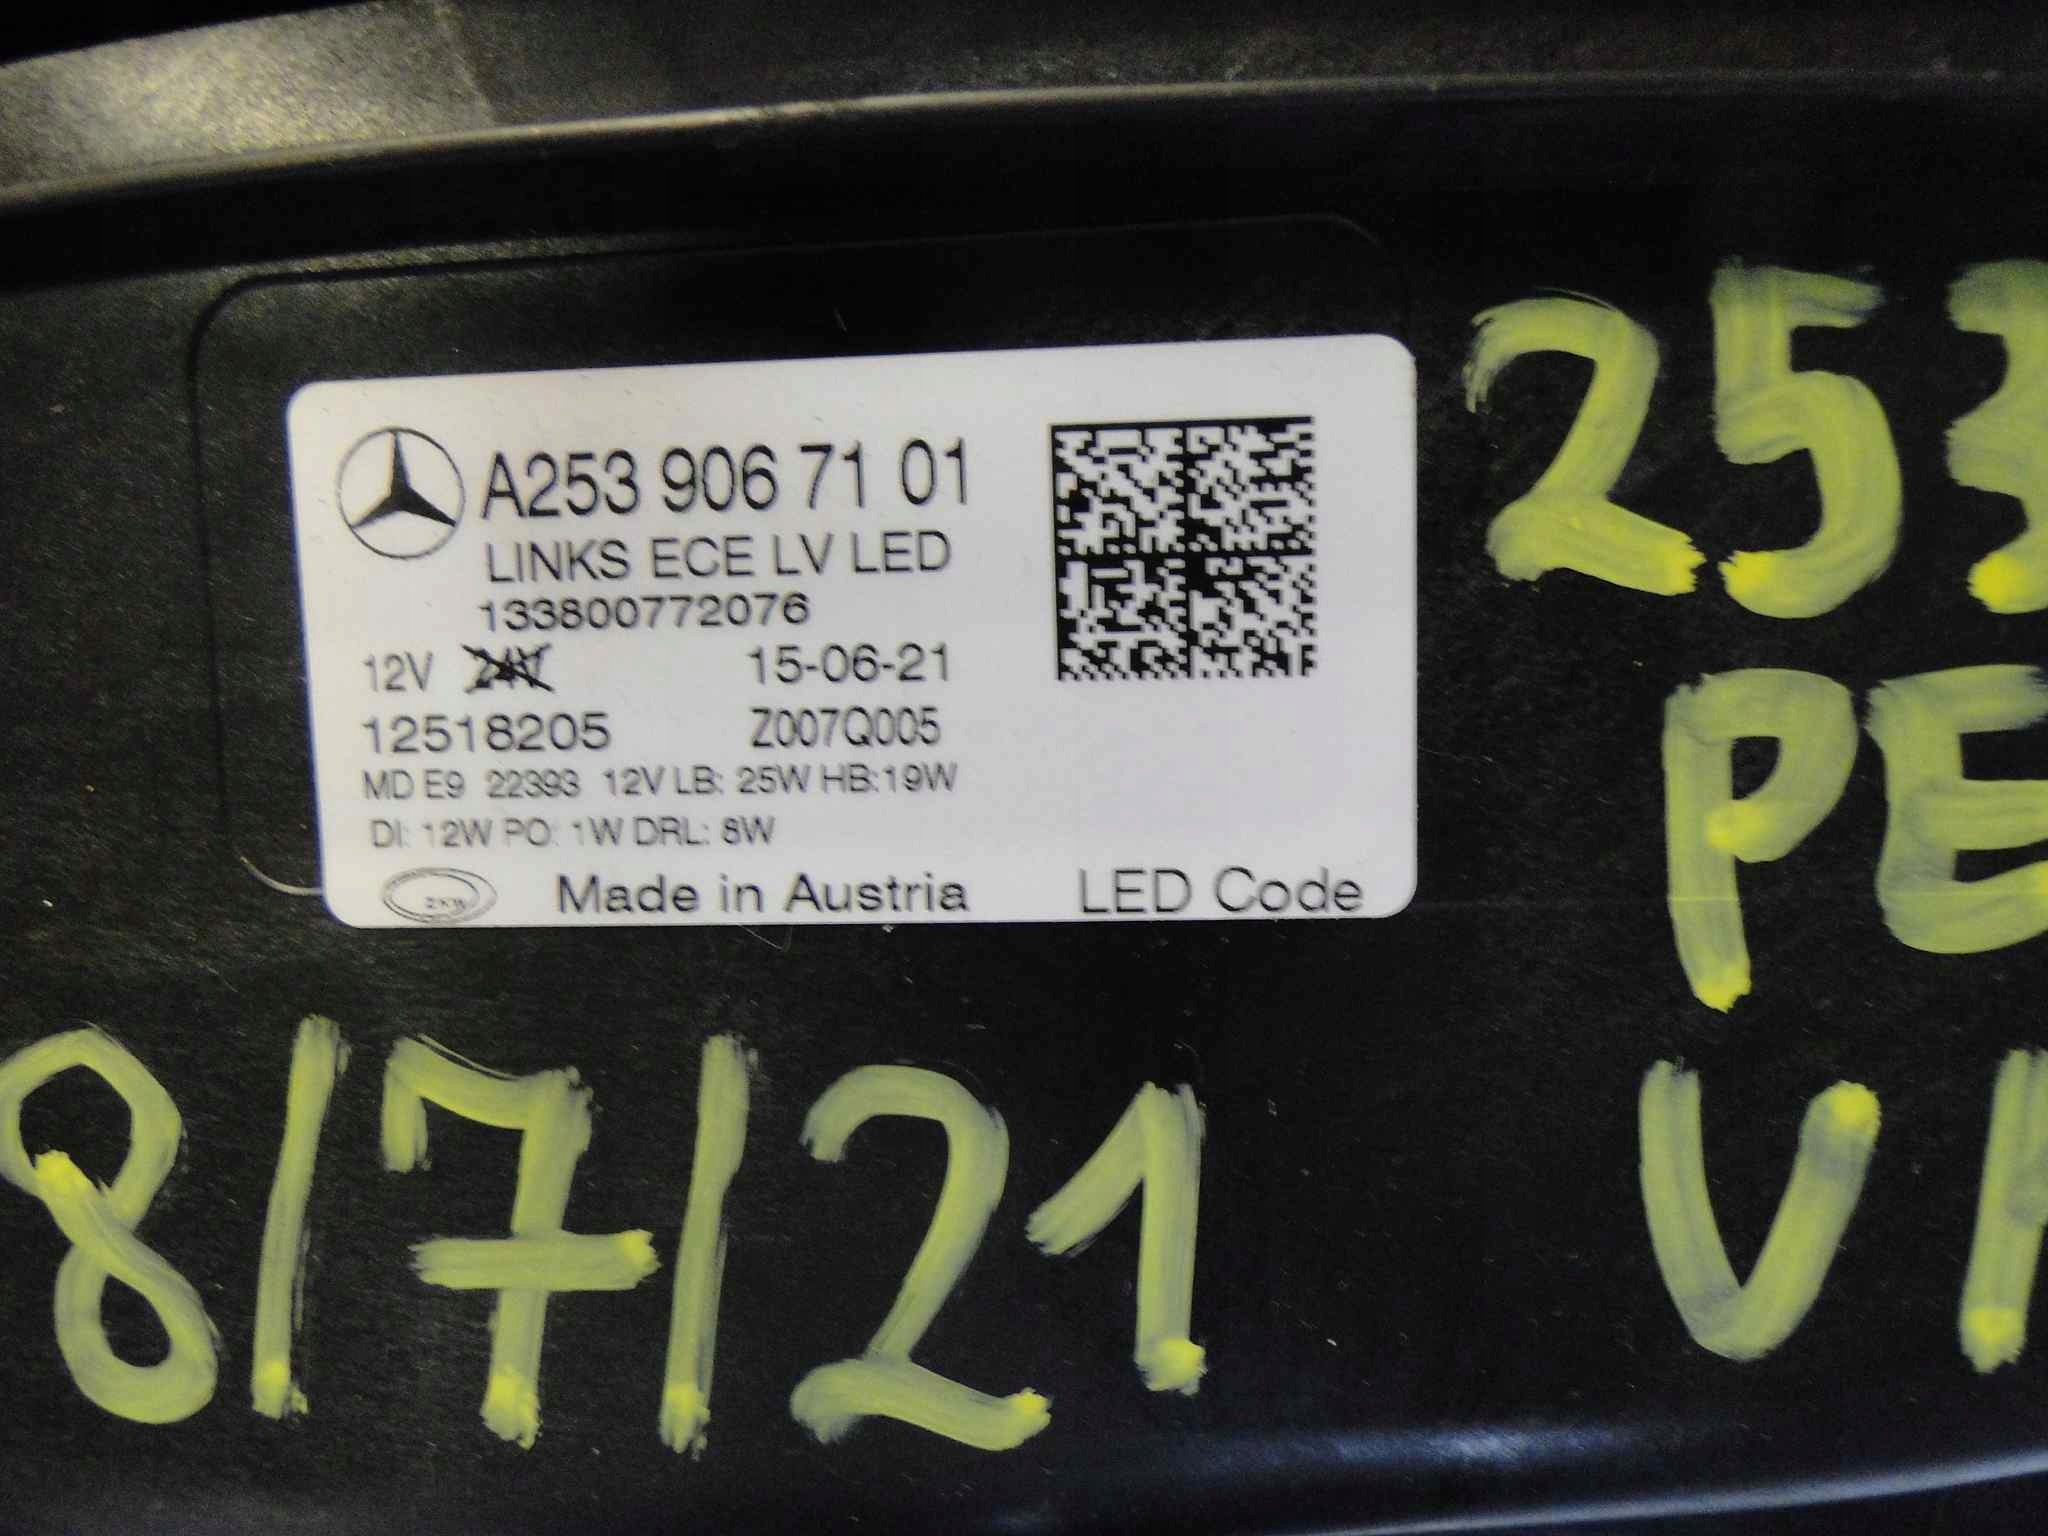 A253 906 71 01
LINKS ECE LV LED
133800772076
12V 24V 15-06-21
12518205 Z007Q005
MD E9 22393 12V LB: 25W HB:19W
DI: 12W PO: 1W DRL: 8W
ZKW Made in Austria LED Code
253
PE
8/7/21